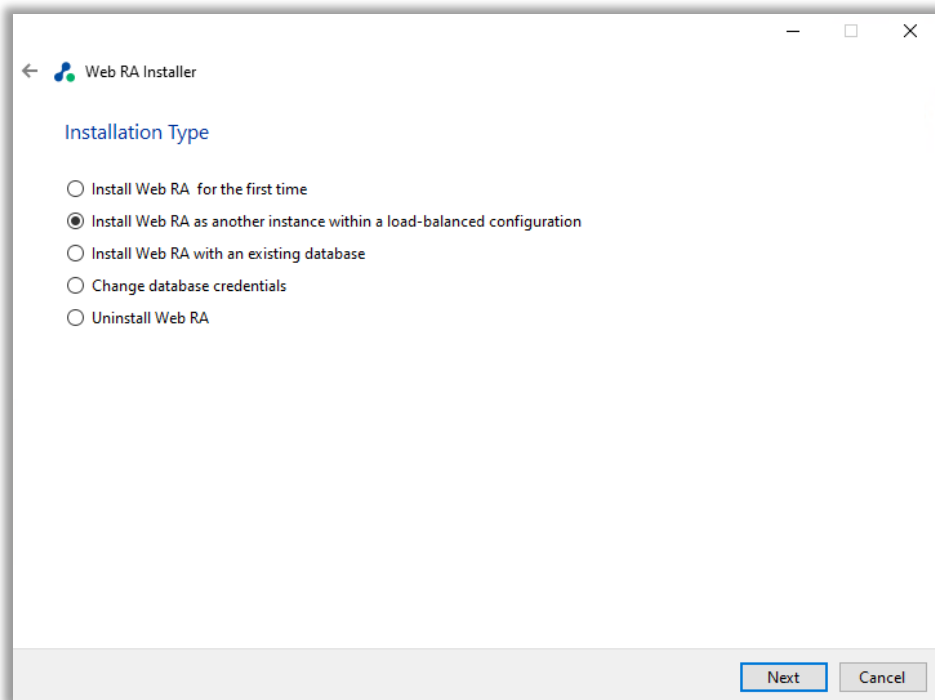 Web RA Installer
Installation Type
Install Web RA  for the first time
Install Web RA as another instance within a load-balanced configuration
Install Web RA with an existing database
Change database credentials
Uninstall Web RA
Next Cancel